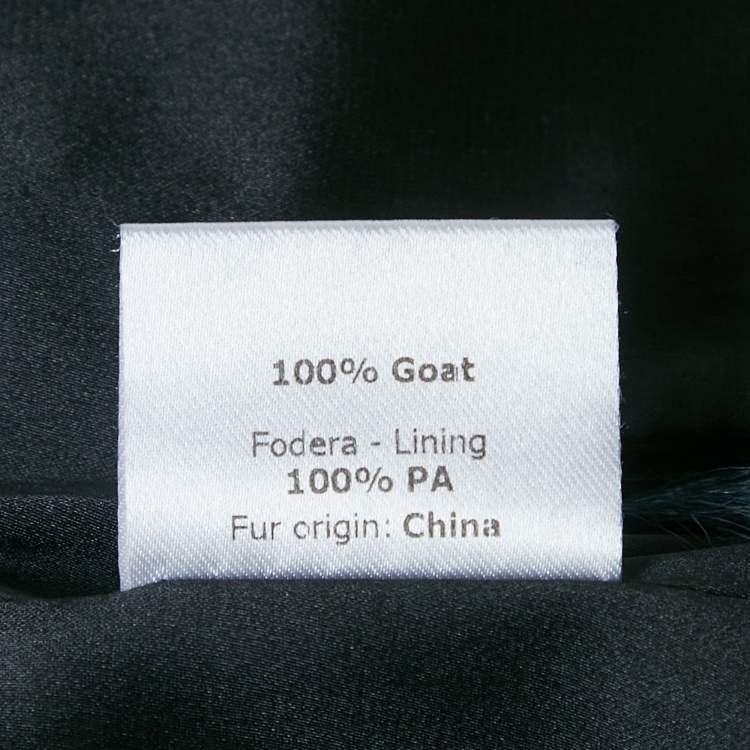 100% Goat
Fodera - Lining
100% PA
Fur origin: China